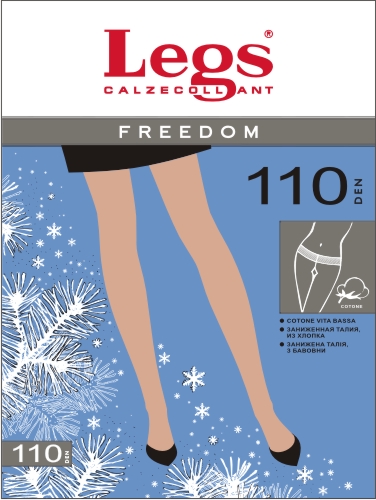 Legs®
CALZECOLLANT
FREEDOM
110 DEN
COTONE
● COTONE VITA BASSA
● ЗАНИЖЕННАЯ ТАЛИЯ,
ИЗ ХЛОПКА
● ЗАНИЖЕНА ТАЛІЯ,
З БАВОВНИ
110 DEN